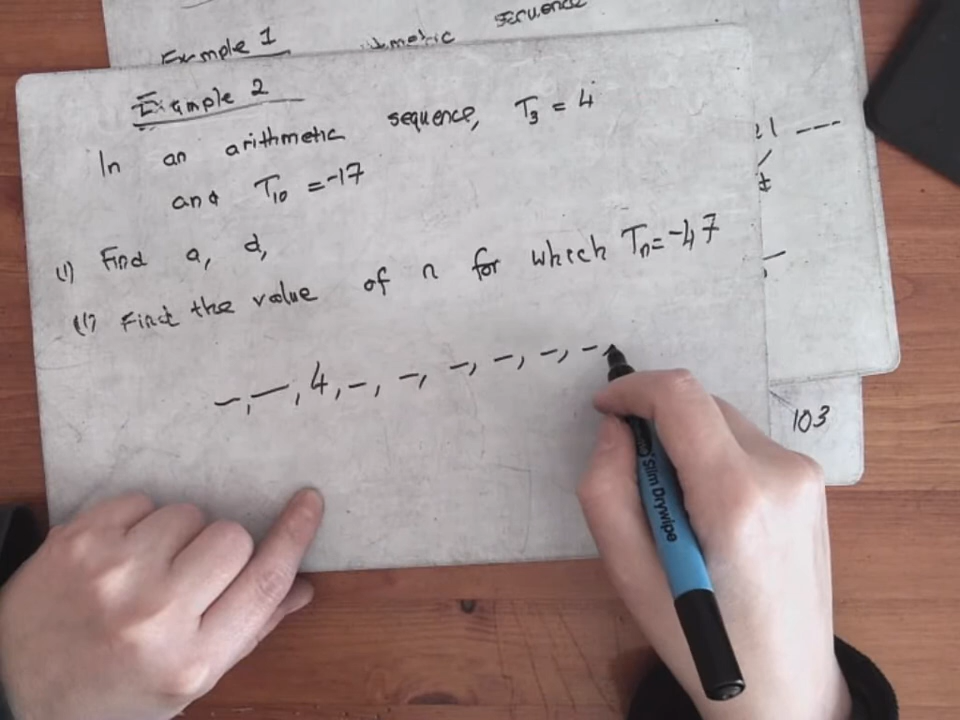 Example 1
sequence
Example 2
In an arithmetic sequence, T3 = 4
and T10 = -17
(i) Find a, d,
(ii) Find the value of n for which Tn = -47
–, –, 4, –, –, –, –, –, –,
103
Show Drywipe